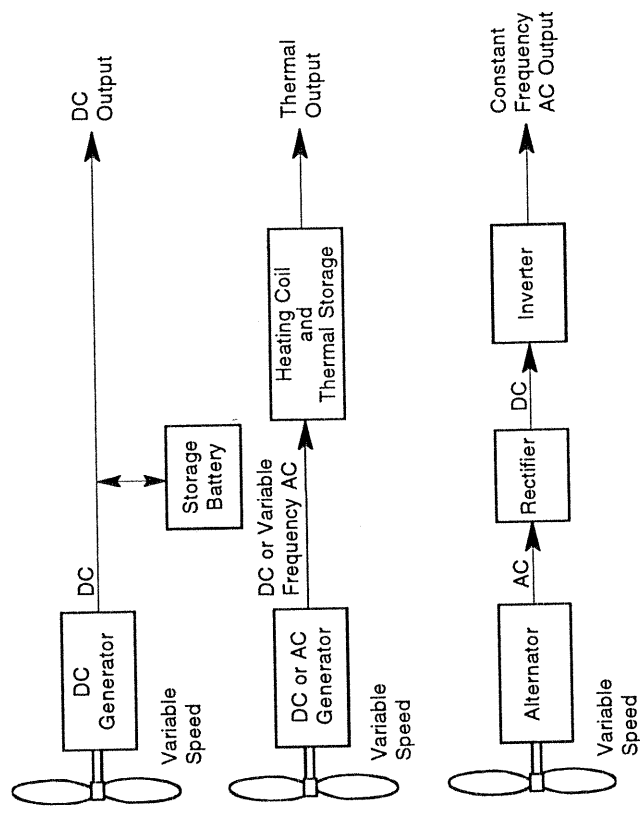 DC
Generator
Variable
Speed
DC
Storage
Battery
DC
Output
DC or AC
Generator
Variable
Speed
DC or Variable
Frequency AC
Heating Coil
and
Thermal Storage
Thermal
Output
Alternator
Variable
Speed
AC
Rectifier
DC
Inverter
Constant
Frequency
AC Output